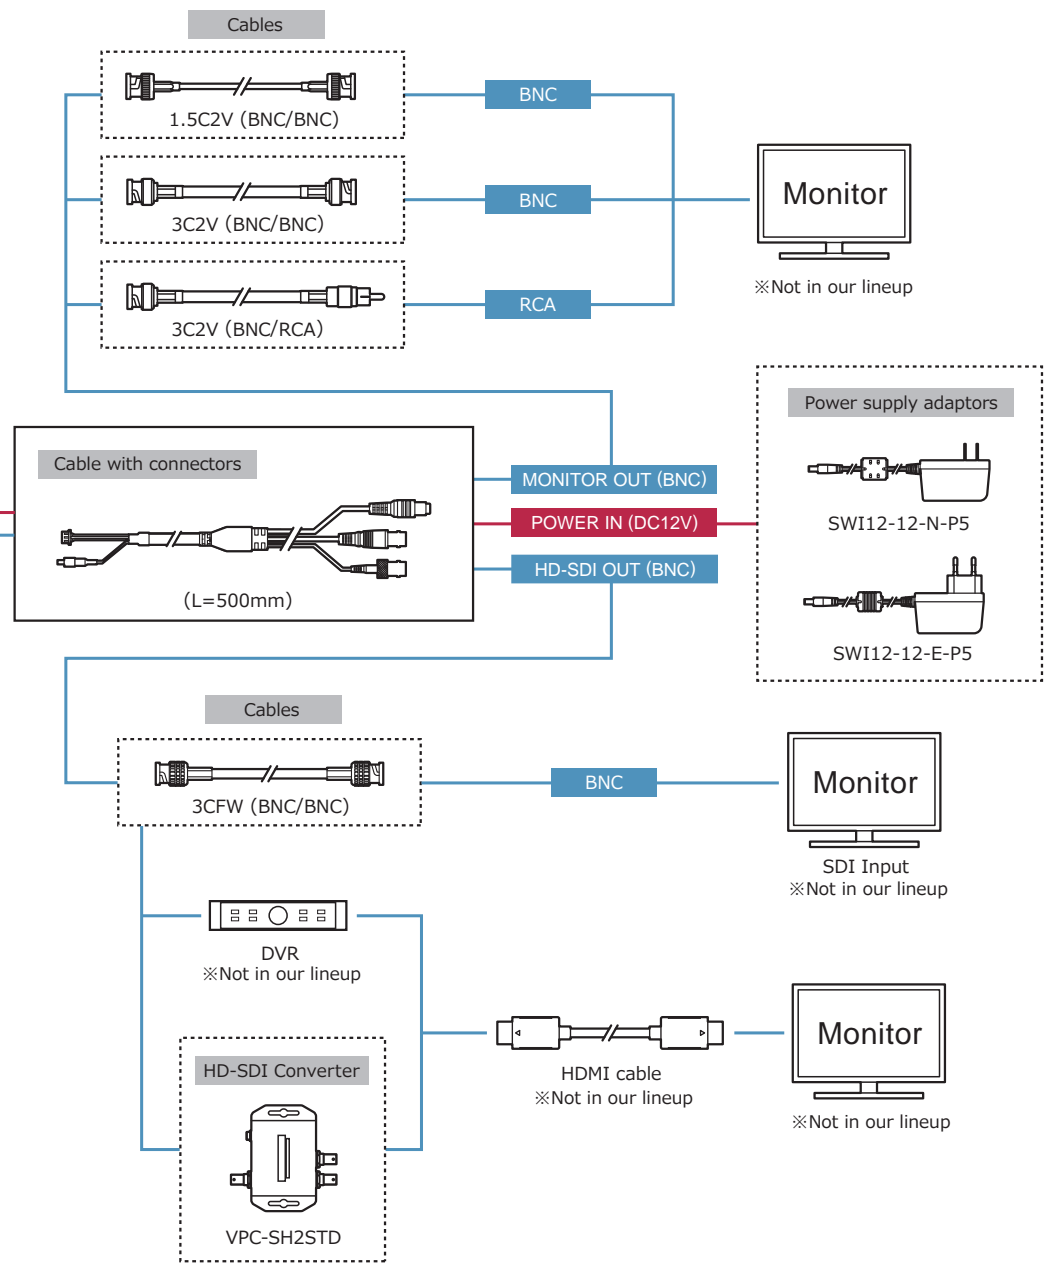 Cables
1.5C2V (BNC/BNC)
BNC
3C2V (BNC/BNC)
BNC
Monitor
※Not in our lineup
3C2V (BNC/RCA)
RCA
Power supply adaptors
SWI12-12-N-P5
SWI12-12-E-P5
Cable with connectors
(L=500mm)
MONITOR OUT (BNC)
POWER IN (DC12V)
HD-SDI OUT (BNC)
Cables
3CFW (BNC/BNC)
BNC
Monitor
SDI Input
※Not in our lineup
DVR
※Not in our lineup
HD-SDI Converter
VPC-SH2STD
HDMI cable
※Not in our lineup
Monitor
※Not in our lineup